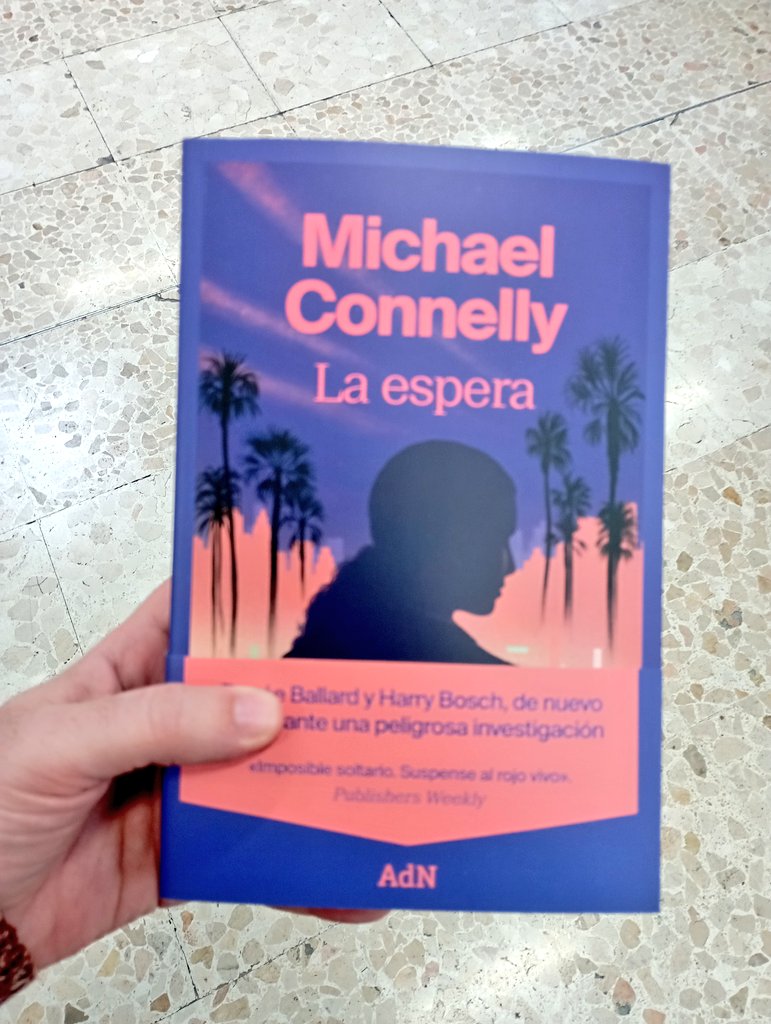 Michael
Connelly
La espera
Ballard y Harry Bosch, de nuevo
ante una peligrosa investigación
«Imposible soltarlo. Suspense al rojo vivo».
Publishers Weekly
AdN